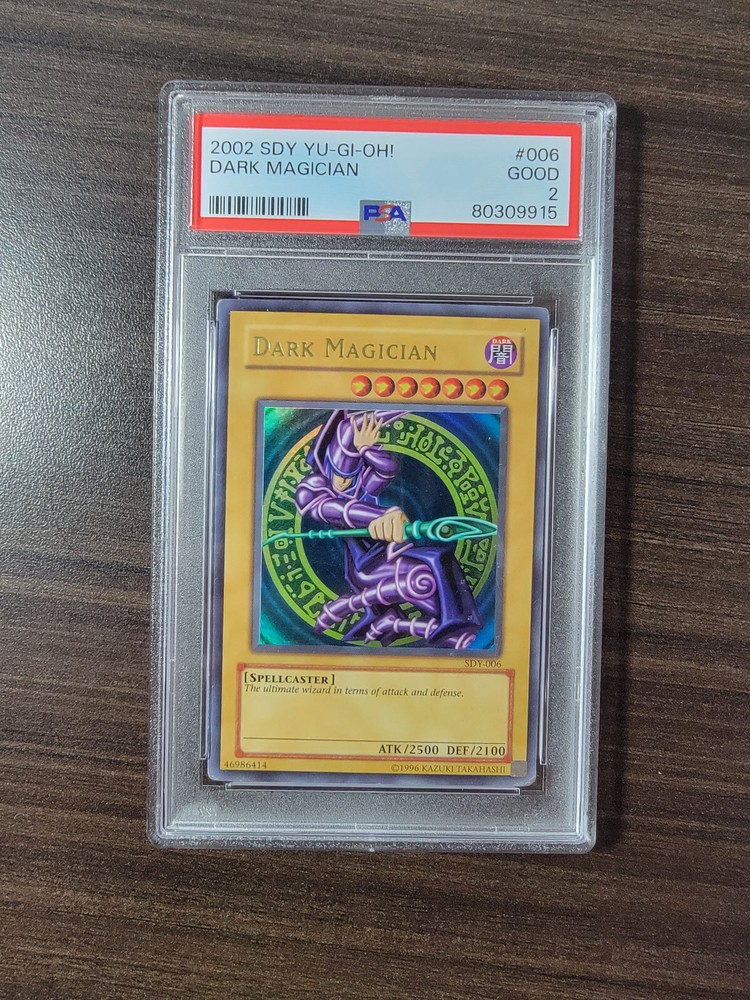 2002 SDY YU-GI-OH! #006
DARK MAGICIAN GOOD
2
80309915
PSA
DARK MAGICIAN
DARK
闇
SDY-006
[SPELLCASTER]
The ultimate wizard in terms of attack and defense.
ATK/2500 DEF/2100
46986414 ©1996 KAZUKI TAKAHASHI